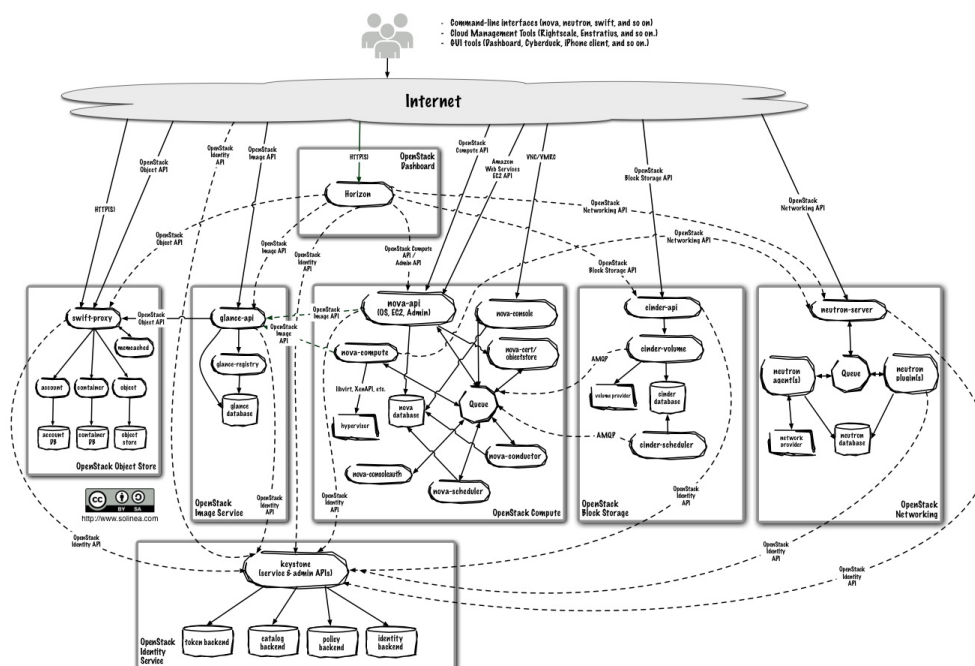 - Command-line interfaces (nova, neutron, swift, and so on)
- Cloud Management Tools (Rightscale, Enstratius, and so on.)
- GUI tools (Dashboard, Cyberduck, iPhone client, and so on.)
Internet
HTTP(S)
OpenStack
Object API
OpenStack
Identity
API
OpenStack
Image API
HTTP(S)
OpenStack
Dashboard
Horizon
OpenStack
Compute API
Amazon
Web Services
EC2 API
VNC/VMRC
OpenStack
Block Storage API
OpenStack
Networking API
OpenStack
Object API
OpenStack
Image API
OpenStack
Identity
API
OpenStack Compute
API /
Admin API
OpenStack
Block Storage API
OpenStack
Networking API
OpenStack
Networking API
swift-proxy
memcached
account
container
object
account
DB
container
DB
object
store
OpenStack Object Store
OpenStack
Object API
glance-api
glance-registry
glance
database
OpenStack
Image Service
OpenStack
Image API
OpenStack
Image
API
nova-api
(OS, EC2, Admin)
nova-console
nova-cert/
objectstore
nova-compute
libvirt, XenAPI, etc.
hypervisor
nova
database
Queue
nova-conductor
nova-consoleauth
nova-scheduler
OpenStack Compute
AMQP
AMQP
cinder-api
cinder-volume
volume provider
cinder
database
cinder-scheduler
OpenStack
Block Storage
neutron-server
neutron
agent(s)
Queue
neutron
plugin(s)
network
provider
neutron
database
OpenStack
Networking
CC BY SA
http://www.solinea.com
OpenStack
Identity API
OpenStack
Identity
API
OpenStack
Identity
API
OpenStack
Identity
API
OpenStack
Identity
API
OpenStack
Identity
API
keystone
(service & admin APIs)
token backend
catalog
backend
policy
backend
identity
backend
OpenStack
Identity
Service